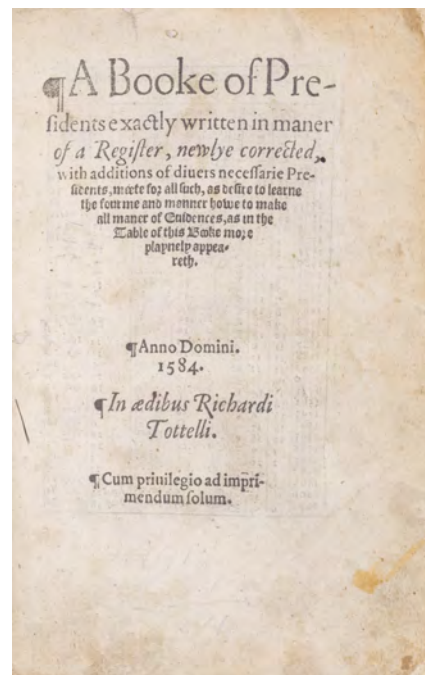 ¶A Booke of Pre-
ſidents exactly written in maner
of a Regiſter, newlye corrected,
with additions of diuers neceſſarie Pre-
ſidents, meete for all ſuch, as deſire to learne
the fourme and manner howe to make
all maner of Euidences, as in the
Table of this Booke more
playnely appea-
reth.
¶Anno Domini.
1584.
¶In ædibus Richardi
Tottelli.
¶Cum priuilegio ad impri-
mendum ſolum.